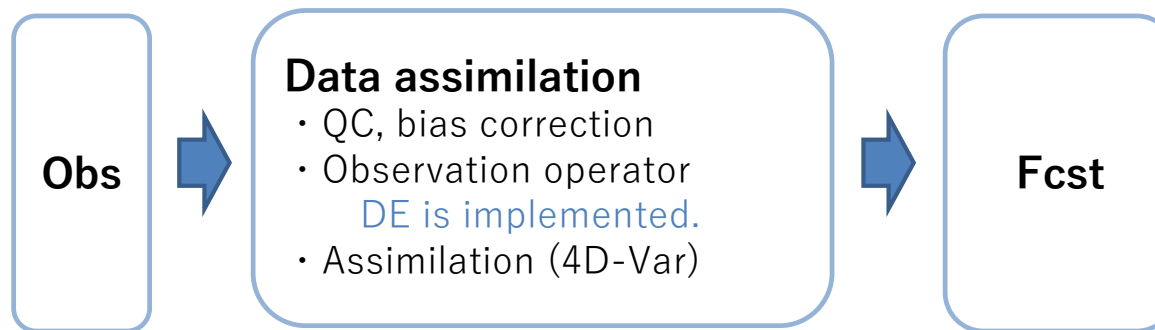 Obs
Data assimilation
・QC, bias correction
・Observation operator
DE is implemented.
・Assimilation (4D-Var)
Fcst